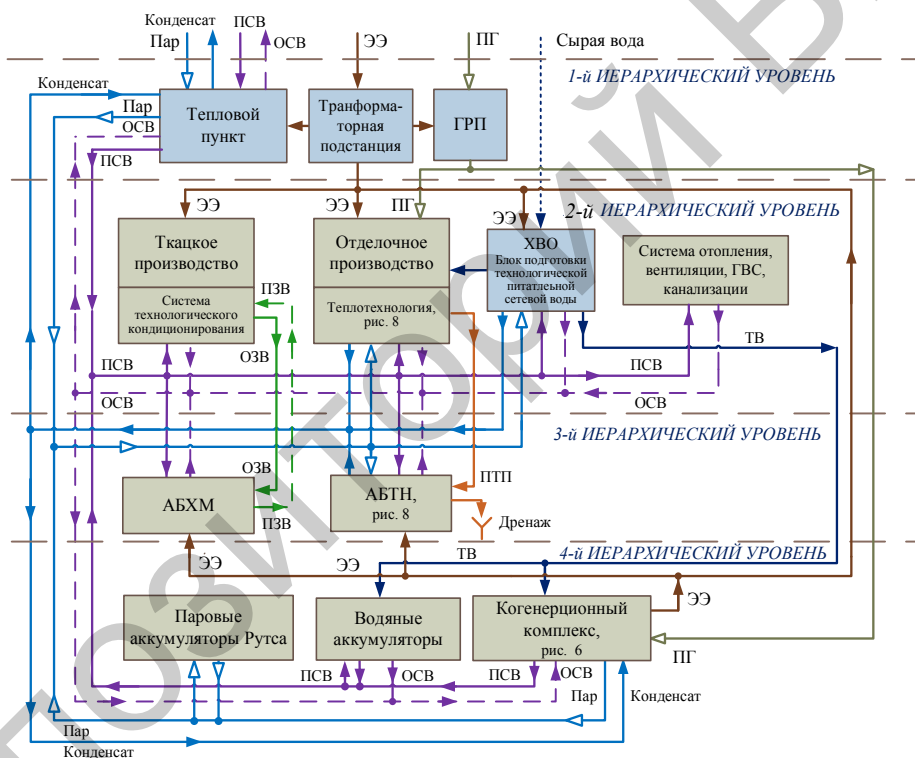 Конденсат
ПСВ
Пар
ОСВ
ЭЭ
ПГ
Сырая вода
1-й ИЕРАРХИЧЕСКИЙ УРОВЕНЬ
Конденсат
Пар
ОСВ
ПСВ
Тепловой
пункт
Транформа-
торная
подстанция
ГРП
2-й ИЕРАРХИЧЕСКИЙ УРОВЕНЬ
ЭЭ
ЭЭ
ПГ
ЭЭ
Ткацкое
производство
Система
технологического
кондиционирования
ПЗВ
ОЗВ
Отделочное
производство
Теплотехнология,
рис. 8
ХВО
Блок подготовки
технологической
питательной
сетевой воды
Система отопления,
вентиляции, ГВС,
канализации
ТВ
ПСВ
ПСВ
ОСВ
ОСВ
3-й ИЕРАРХИЧЕСКИЙ УРОВЕНЬ
ОЗВ
ПЗВ
АБХМ
АБТН,
рис. 8
ПТП
Дренаж
4-й ИЕРАРХИЧЕСКИЙ УРОВЕНЬ
ЭЭ
ЭЭ
ТВ
ЭЭ
Паровые
аккумуляторы Рутса
Водяные
аккумуляторы
Когенерционный
комплекс,
рис. 6
ПГ
ПСВ
ОСВ
ПСВ
ОСВ
Пар
Конденсат
Пар
Конденсат